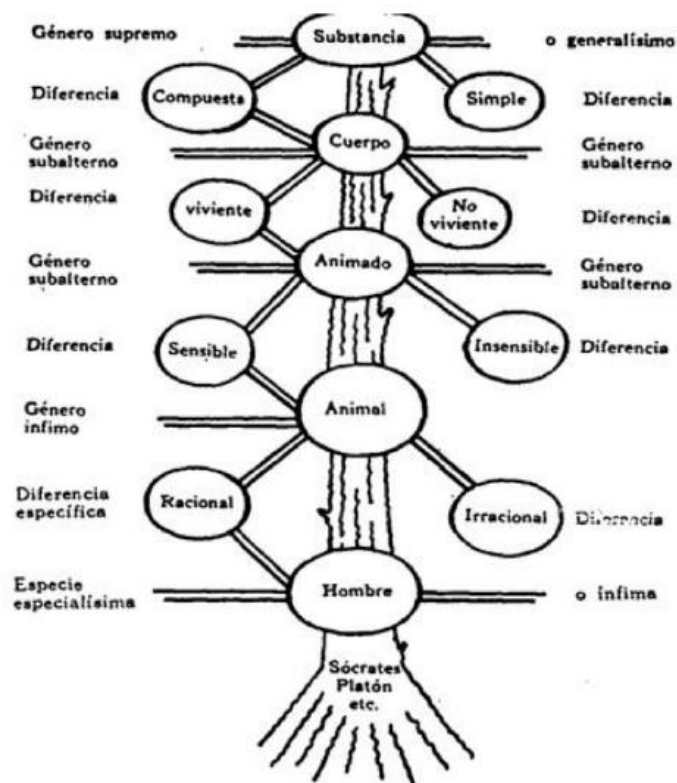 Género supremo
Substancia
o generalísimo
Diferencia
Compuesta
Simple
Diferencia
Género
subalterno
Cuerpo
Género
subalterno
Diferencia
viviente
No
viviente
Diferencia
Género
subalterno
Animado
Género
subalterno
Diferencia
Sensible
Insensible
Diferencia
Género
ínfimo
Animal
Diferencia
específica
Racional
Irracional
Diferencia
Especie
especialísima
Hombre
o ínfima
Sócrates
Platón
etc.